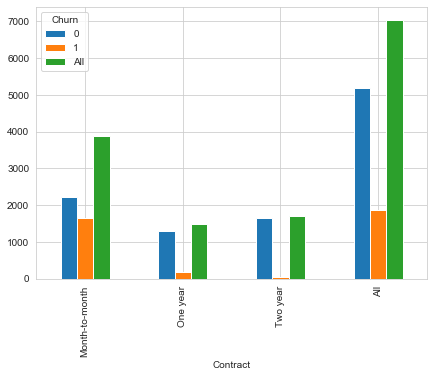 Churn
0
1
All
7000
6000
5000
4000
3000
2000
1000
0
Month-to-month
One year
Two year
All
Contract